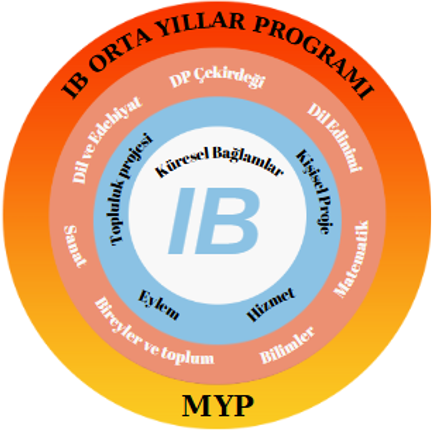 IB ORTA YILLAR PROGRAMI
DP Çekirdeği
Dil Edinimi
Matematik
Bilimler
Bireyler ve toplum
Sanat
Dil ve Edebiyat
Topluluk projesi
Kişisel Proje
Hizmet
Eylem
Küresel Bağlamlar
IB
MYP